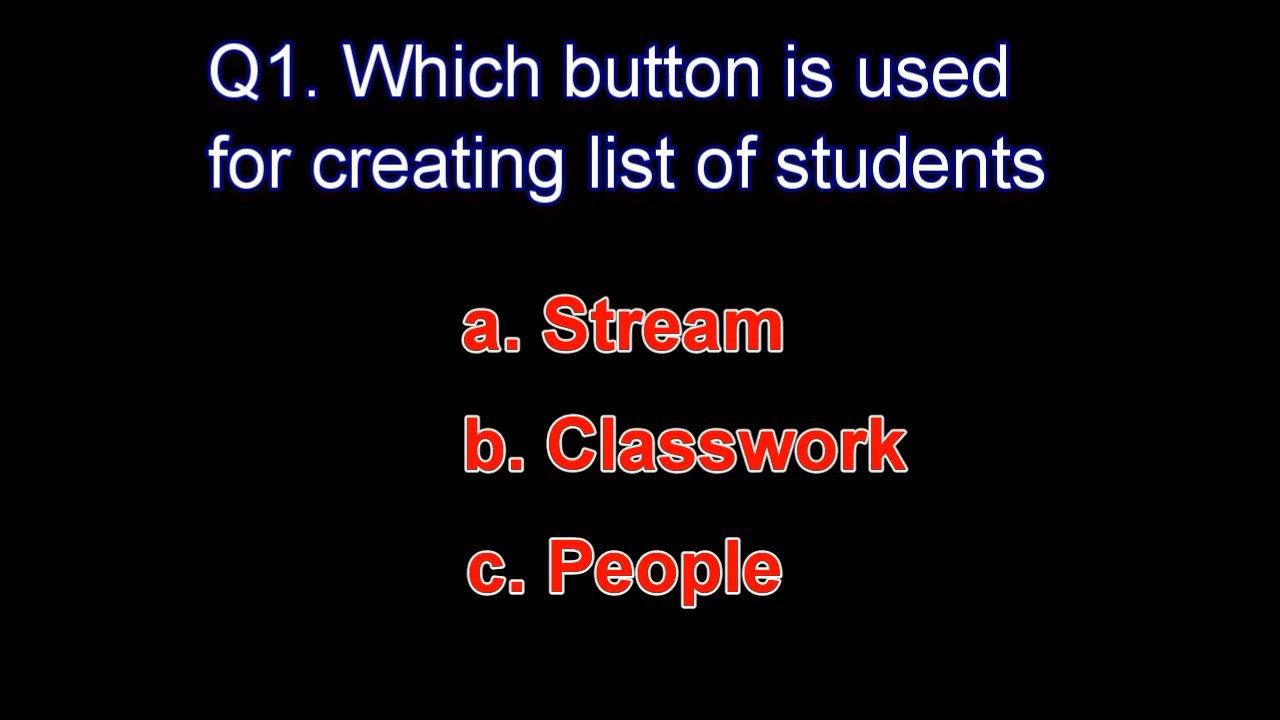 Q1. Which button is used
for creating list of students
a. Stream
b. Classwork
c. People